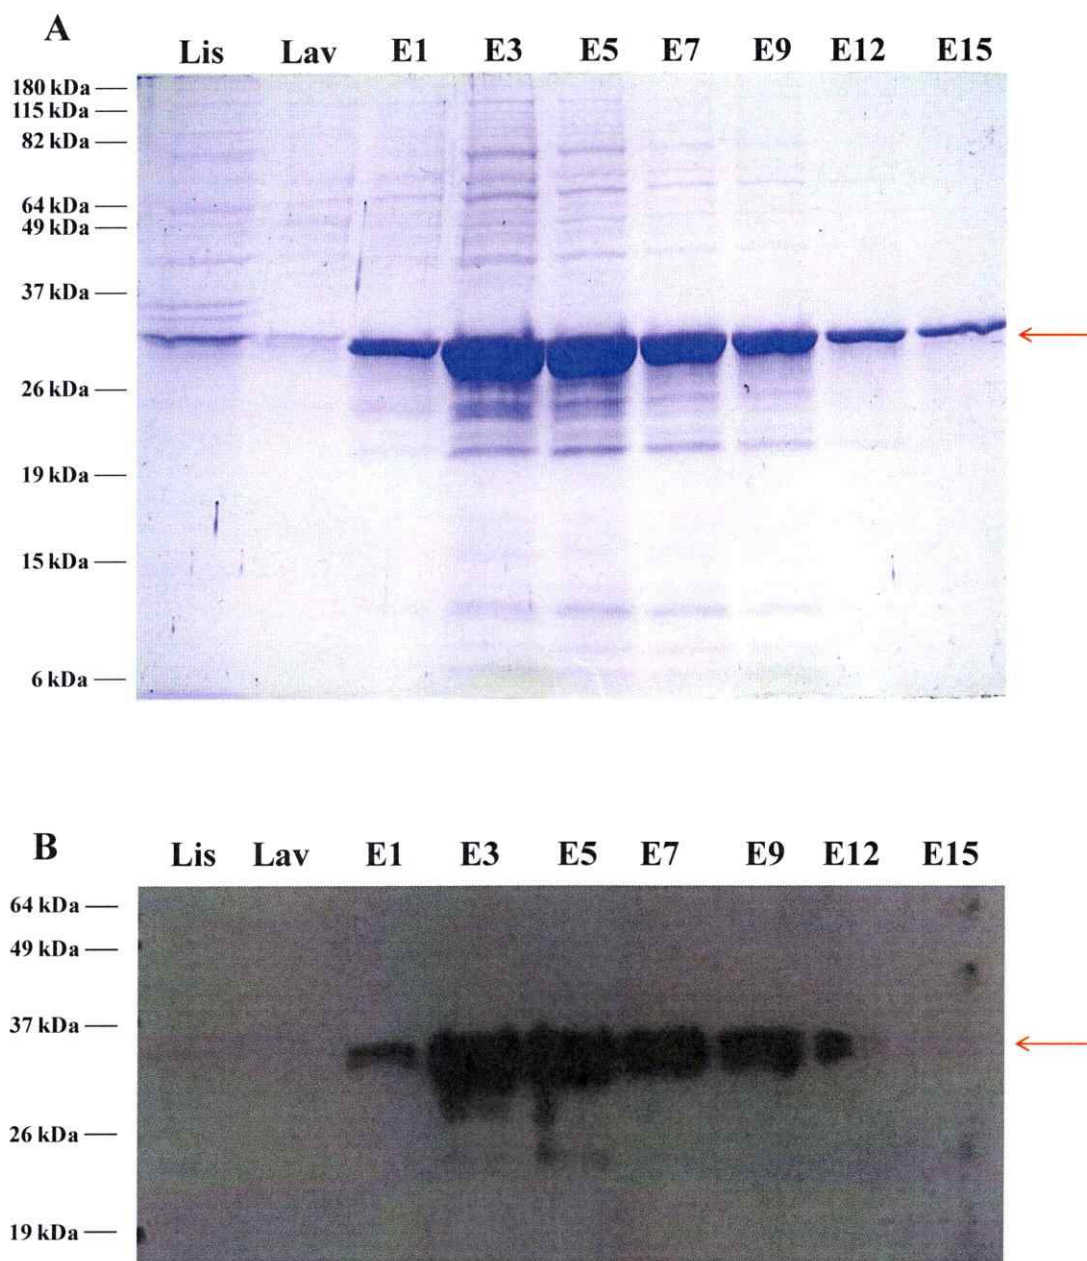 A
Lis Lav E1 E3 E5 E7 E9 E12 E15
180 kDa
115 kDa
82 kDa
64 kDa
49 kDa
37 kDa
26 kDa
19 kDa
15 kDa
6 kDa
B
Lis Lav E1 E3 E5 E7 E9 E12 E15
64 kDa
49 kDa
37 kDa
26 kDa
19 kDa